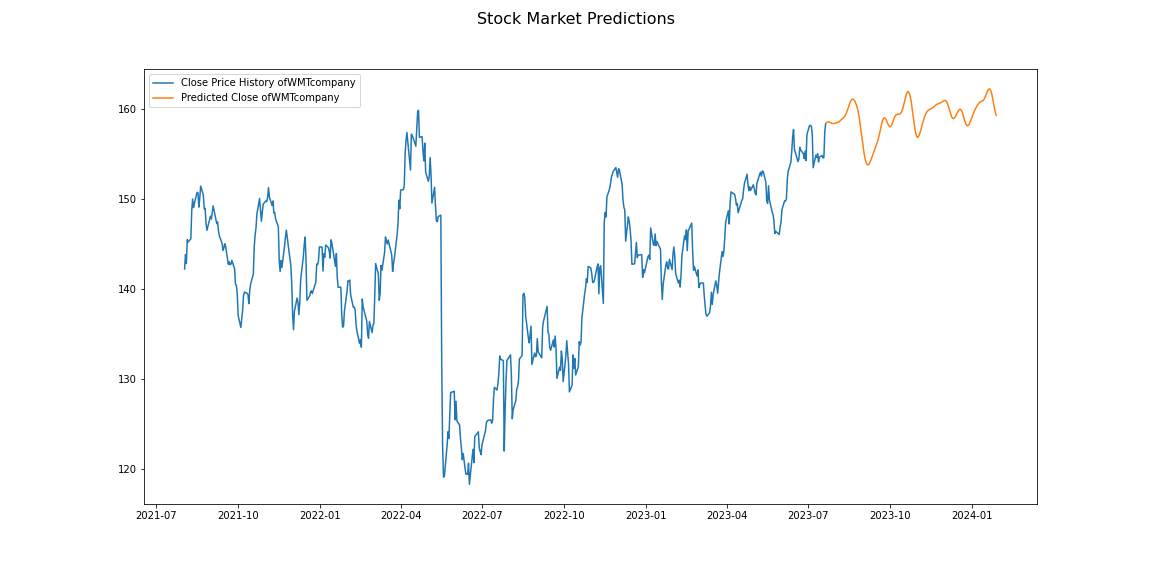 Stock Market Predictions
Close Price History ofWMTcompany
Predicted Close ofWMTcompany
160
150
140
130
120
2021-07 2021-10 2022-01 2022-04 2022-07 2022-10 2023-01 2023-04 2023-07 2023-10 2024-01